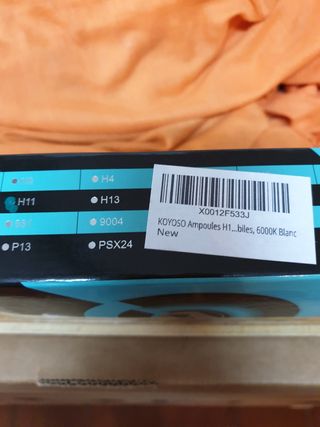 H4
H11
H13
9004
P13
PSX24
X0012F533J
KOYOSO Ampoules H1...biles, 6000K Blanc
New